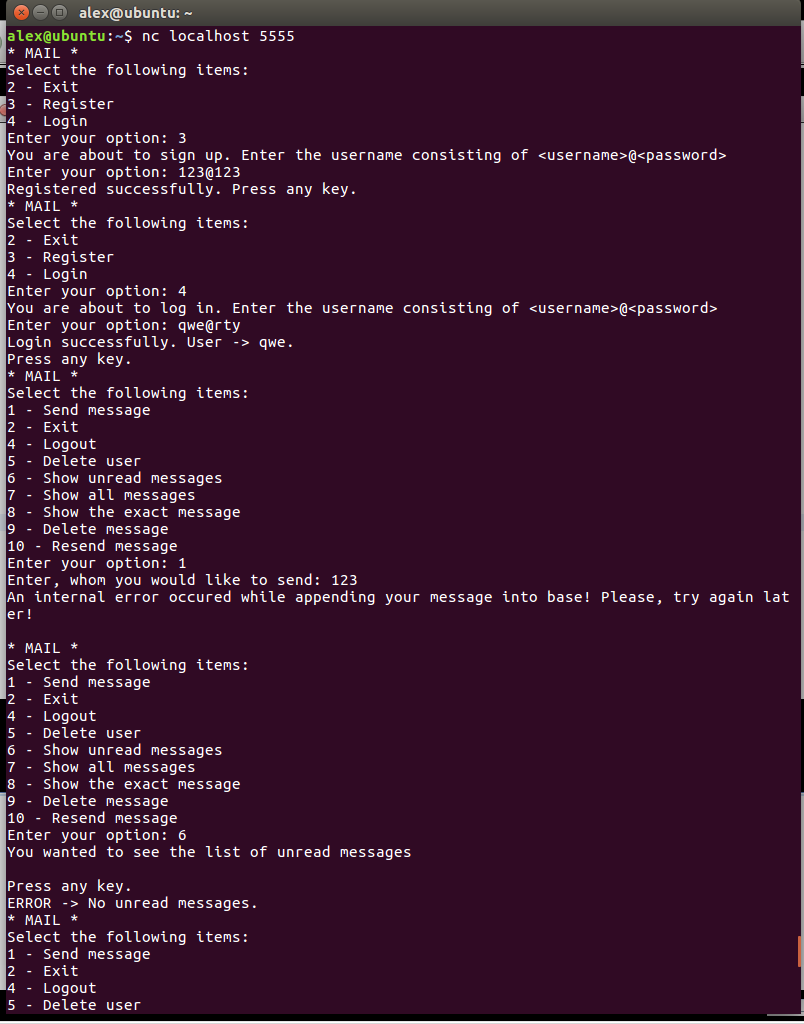 alex@ubuntu: ~
alex@ubuntu:~$ nc localhost 5555
* MAIL *
Select the following items:
2 - Exit
3 - Register
4 - Login
Enter your option: 3
You are about to sign up. Enter the username consisting of <username>@<password>
Enter your option: 123@123
Registered successfully. Press any key.
* MAIL *
Select the following items:
2 - Exit
3 - Register
4 - Login
Enter your option: 4
You are about to log in. Enter the username consisting of <username>@<password>
Enter your option: qwe@rty
Login successfully. User -> qwe.
Press any key.
* MAIL *
Select the following items:
1 - Send message
2 - Exit
4 - Logout
5 - Delete user
6 - Show unread messages
7 - Show all messages
8 - Show the exact message
9 - Delete message
10 - Resend message
Enter your option: 1
Enter, whom you would like to send: 123
An internal error occured while appending your message into base! Please, try again lat
er!
* MAIL *
Select the following items:
1 - Send message
2 - Exit
4 - Logout
5 - Delete user
6 - Show unread messages
7 - Show all messages
8 - Show the exact message
9 - Delete message
10 - Resend message
Enter your option: 6
You wanted to see the list of unread messages
Press any key.
ERROR -> No unread messages.
* MAIL *
Select the following items:
1 - Send message
2 - Exit
4 - Logout
5 - Delete user